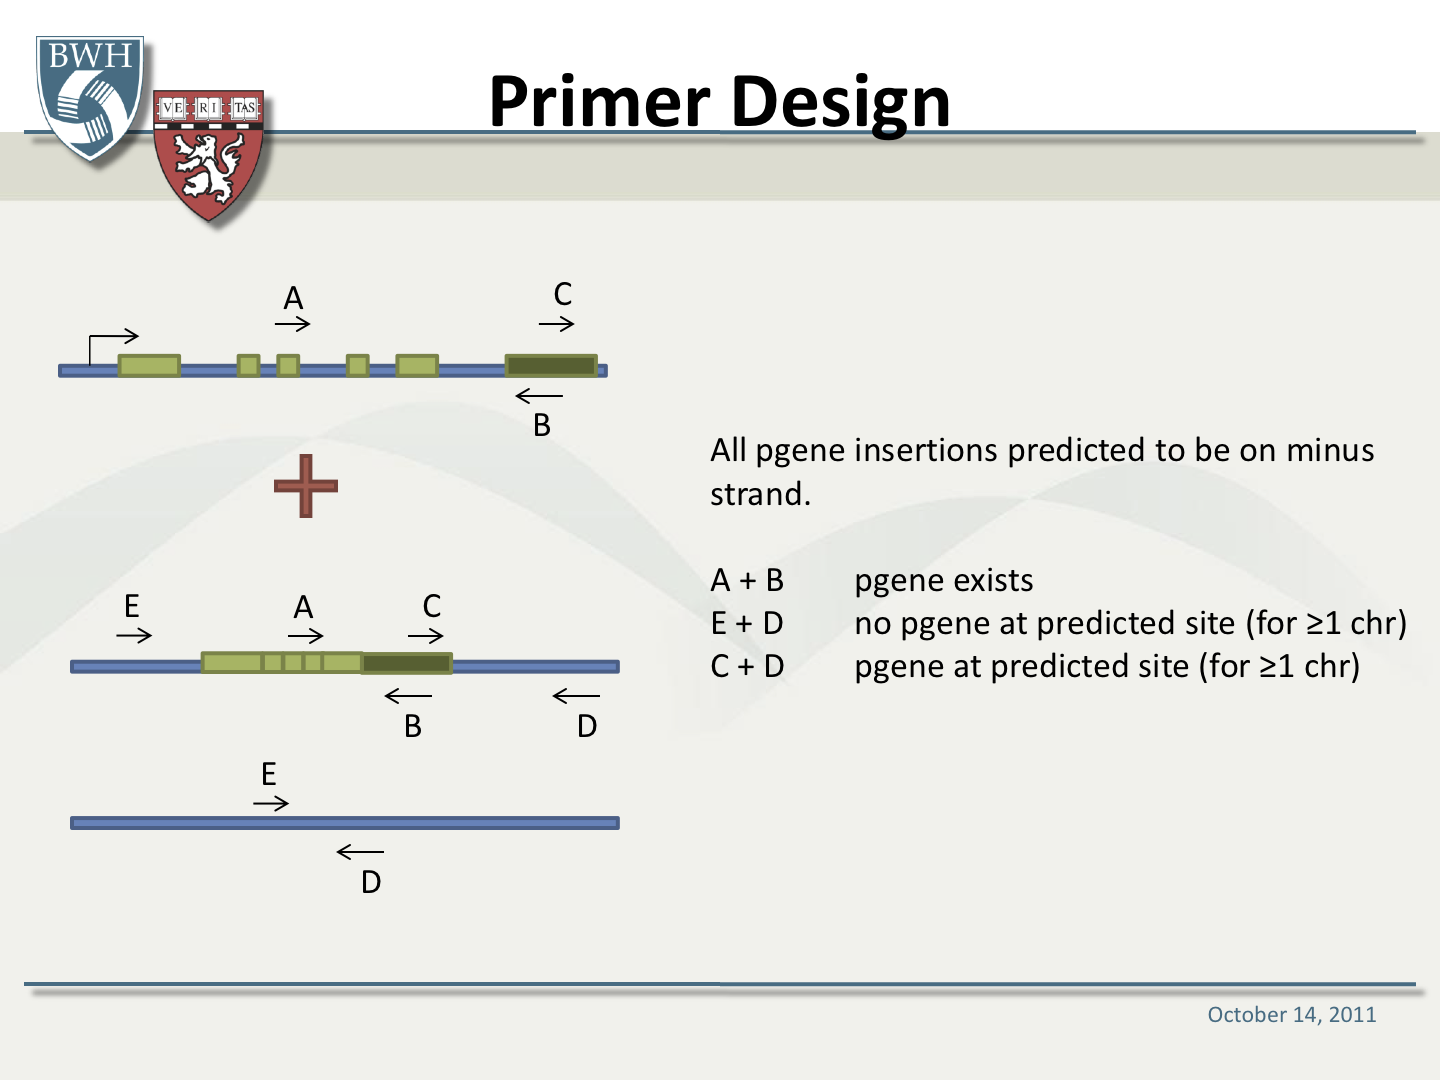 BWH
VE RI TAS
Primer Design
A
C
B
All pgene insertions predicted to be on minus
strand.
A + B pgene exists
E + D no pgene at predicted site (for ≥1 chr)
C + D pgene at predicted site (for ≥1 chr)
E
A
C
B
D
E
D
October 14, 2011